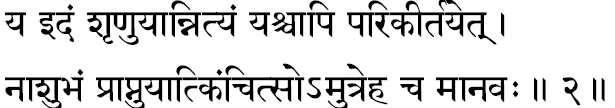 य इदं शृणुयान्नित्यं यश्चापि परिकीर्तयेत् ।
नाशुभं प्राप्नुयात्किंचित्सोऽमुत्रेह च मानवः ॥ २ ॥